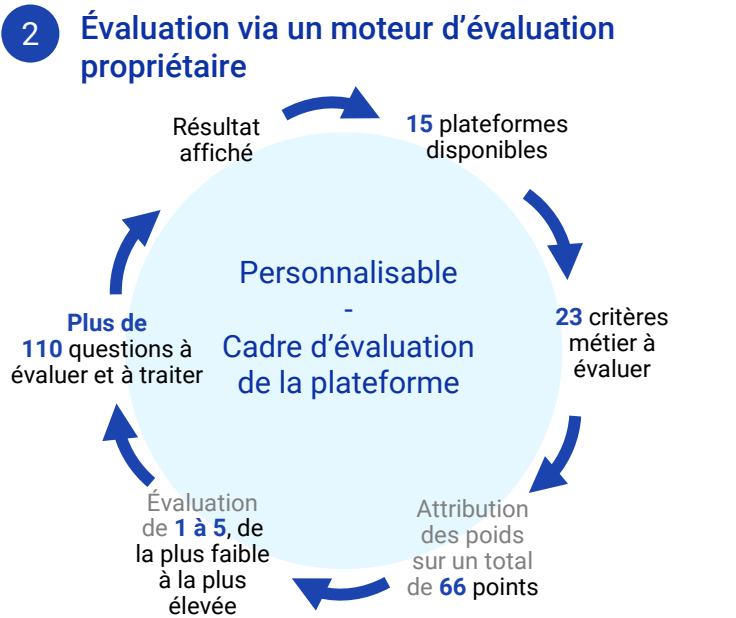 2
Évaluation via un moteur d’évaluation
propriétaire
Résultat
affiché
15 plateformes
disponibles
23 critères
métier à
évaluer
Attribution
des poids
sur un total
de 66 points
Évaluation
de 1 à 5, de
la plus faible
à la plus
élevée
Plus de
110 questions à
évaluer et à traiter
Personnalisable
-
Cadre d’évaluation
de la plateforme